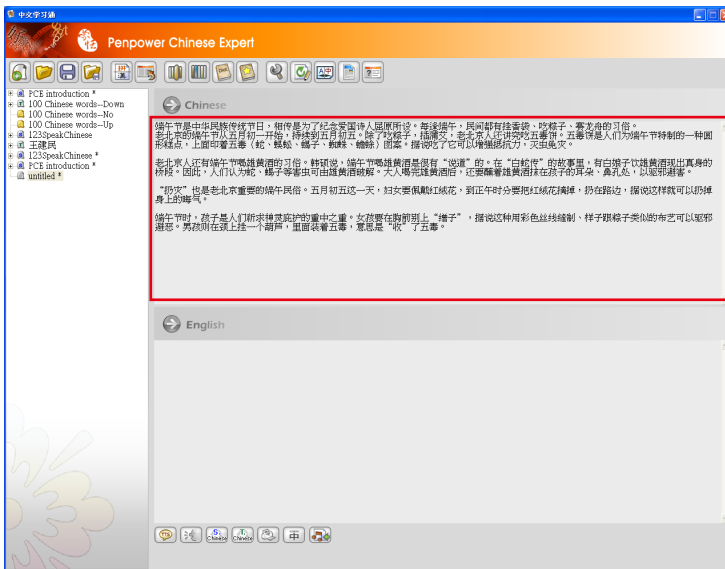 中文学习通
Penpower Chinese Expert
PCE introduction *
100 Chinese words--Down
100 Chinese words--No
100 Chinese words--Up
123SpeakChinese
王建民
123SpeakChinese *
PCE introduction *
untitled *
Chinese
端午节是中华民族传统节日，相传是为了纪念爱国诗人屈原所设。每逢端午，民间都有挂香袋、吃粽子、赛龙舟的习俗。
老北京的端午节从五月初一开始，持续到五月初五。除了吃粽子，插蒲艾，老北京人还讲究吃五毒饼。五毒饼是人们为端午节特制的一种圆
形糕点，上面印着五毒（蛇、蜈蚣、蝎子、蜘蛛、蟾蜍）图案。据说吃了它可以增强抵抗力，灭虫免灾。
老北京人还有端午节喝雄黄酒的习俗。韩锁说，端午节喝雄黄酒是很有“说道”的。在“白蛇传”的故事里，有白娘子饮雄黄酒现出真身的
桥段。因此，人们认为蛇、蝎子等害虫可由雄黄酒破解。大人喝完雄黄酒后，还要蘸着雄黄酒抹在孩子的耳朵、鼻孔处，以驱邪避害。
“扔灾”也是老北京重要的端午民俗。五月初五这一天，妇女要佩戴红绒花，到正午时分要把红绒花摘掉，扔在路边，据说这样就可以扔掉
身上的晦气。
端午节时，孩子是人们祈求神灵庇护的重中之重。女孩要在胸前别上“缯子”，据说这种用彩色丝线缝制、样子跟粽子类似的布艺可以驱邪
避恶。男孩则在颈上挂一个葫芦，里面装着五毒，意思是“收”了五毒。
English
TTS
S Chinese
T Chinese
中